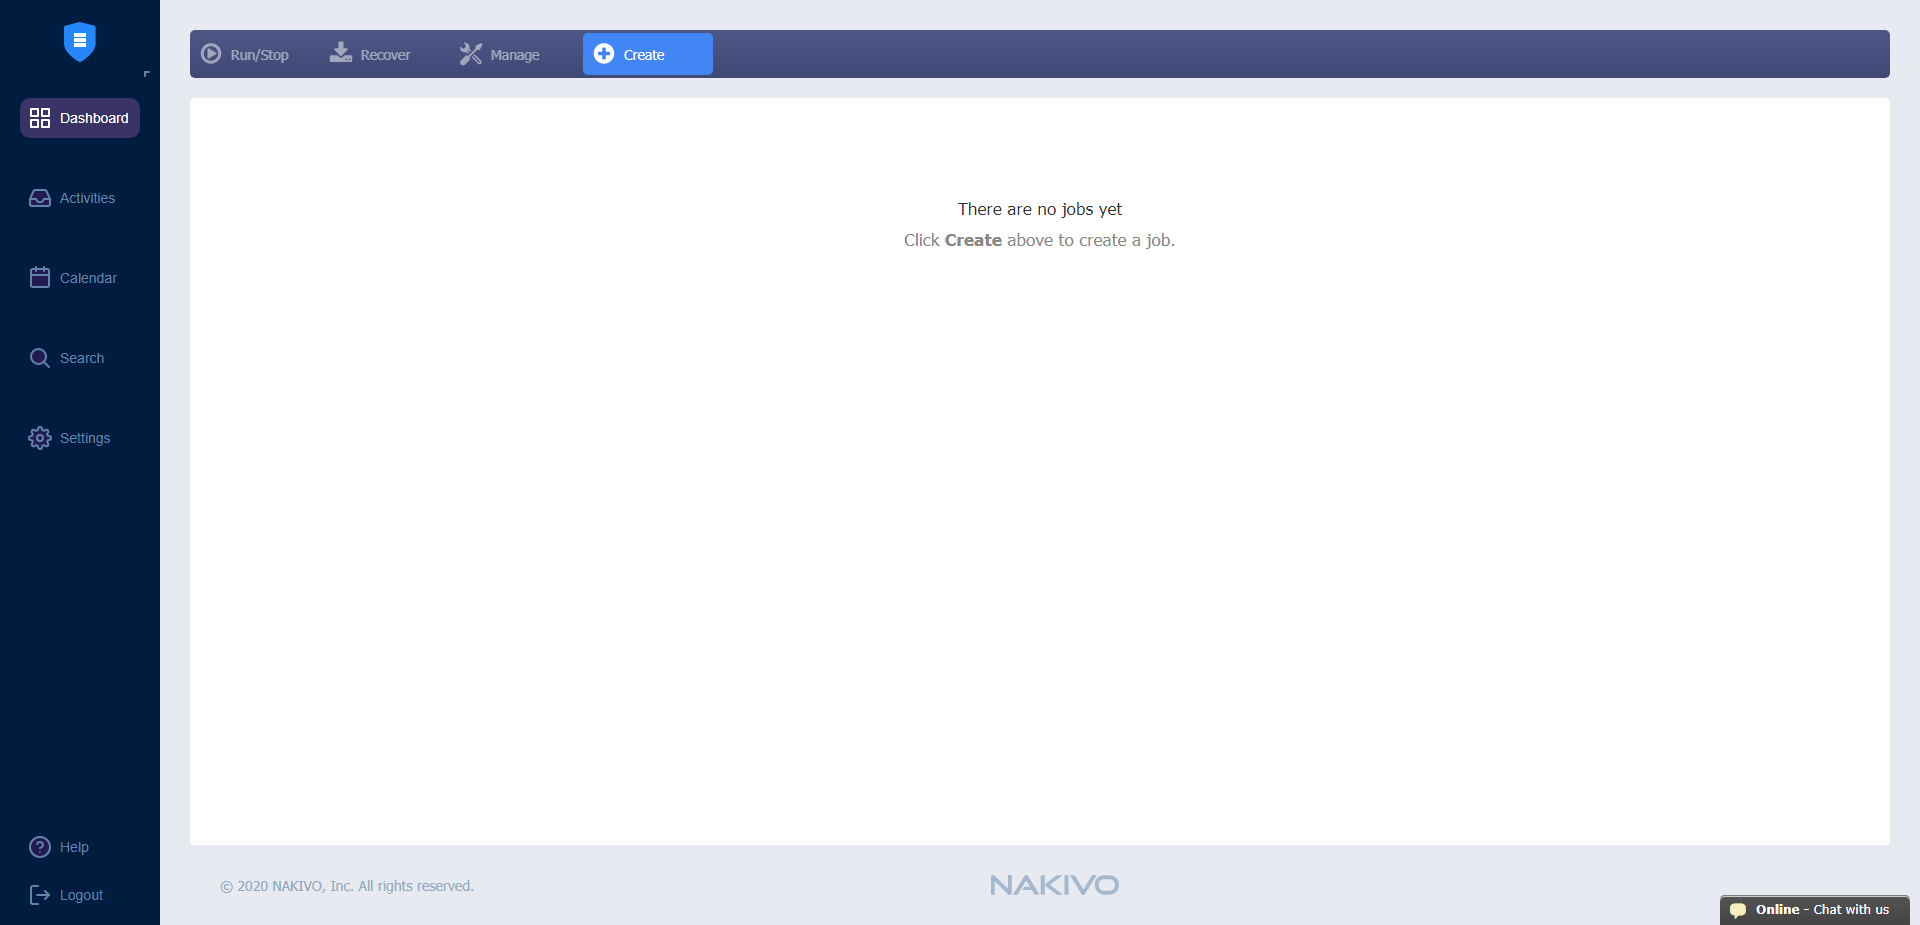 Run/Stop
Recover
Manage
Create
Dashboard
Activities
Calendar
Search
Settings
There are no jobs yet
Click Create above to create a job.
Help
Logout
© 2020 NAKIVO, Inc. All rights reserved.
NAKIVO
Online - Chat with us